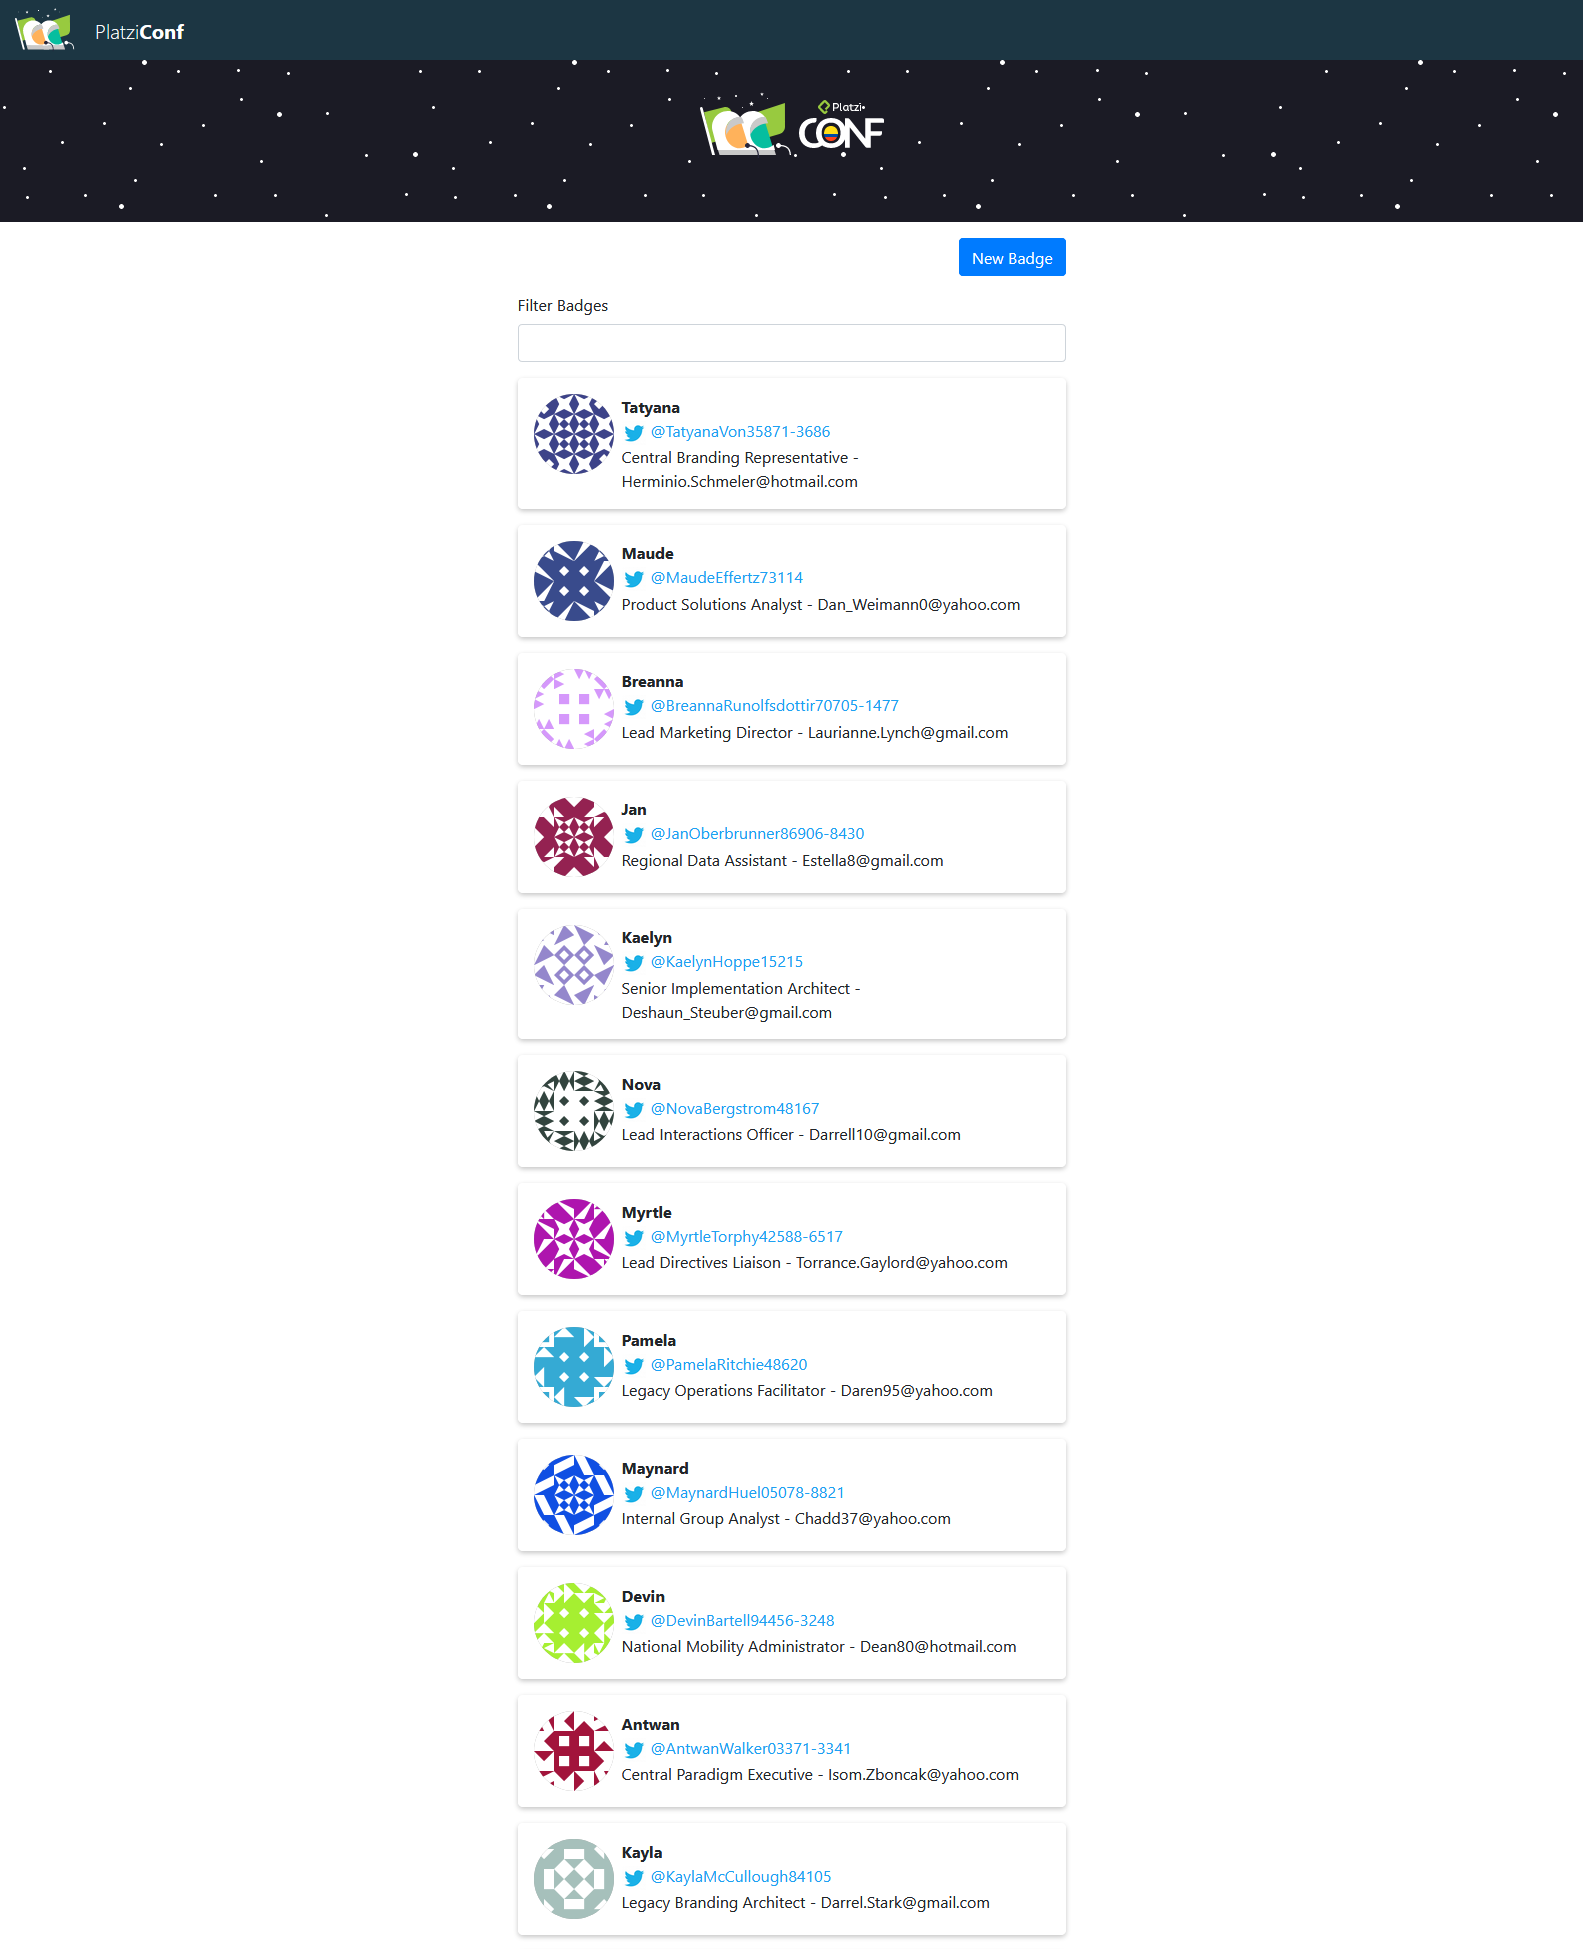 PlatziConf
Platzi
CONF
New Badge
Filter Badges
Tatyana
@TatyanaVon35871-3686
Central Branding Representative -
Herminio.Schmeler@hotmail.com
Maude
@MaudeEffertz73114
Product Solutions Analyst - Dan_Weimann0@yahoo.com
Breanna
@BreannaRunolfsdottir70705-1477
Lead Marketing Director - Laurianne.Lynch@gmail.com
Jan
@JanOberbrunner86906-8430
Regional Data Assistant - Estella8@gmail.com
Kaelyn
@KaelynHoppe15215
Senior Implementation Architect -
Deshaun_Steuber@gmail.com
Nova
@NovaBergstrom48167
Lead Interactions Officer - Darrell10@gmail.com
Myrtle
@MyrtleTorphy42588-6517
Lead Directives Liaison - Torrance.Gaylord@yahoo.com
Pamela
@PamelaRitchie48620
Legacy Operations Facilitator - Daren95@yahoo.com
Maynard
@MaynardHuel05078-8821
Internal Group Analyst - Chadd37@yahoo.com
Devin
@DevinBartell94456-3248
National Mobility Administrator - Dean80@hotmail.com
Antwan
@AntwanWalker03371-3341
Central Paradigm Executive - Isom.Zboncak@yahoo.com
Kayla
@KaylaMcCullough84105
Legacy Branding Architect - Darrel.Stark@gmail.com